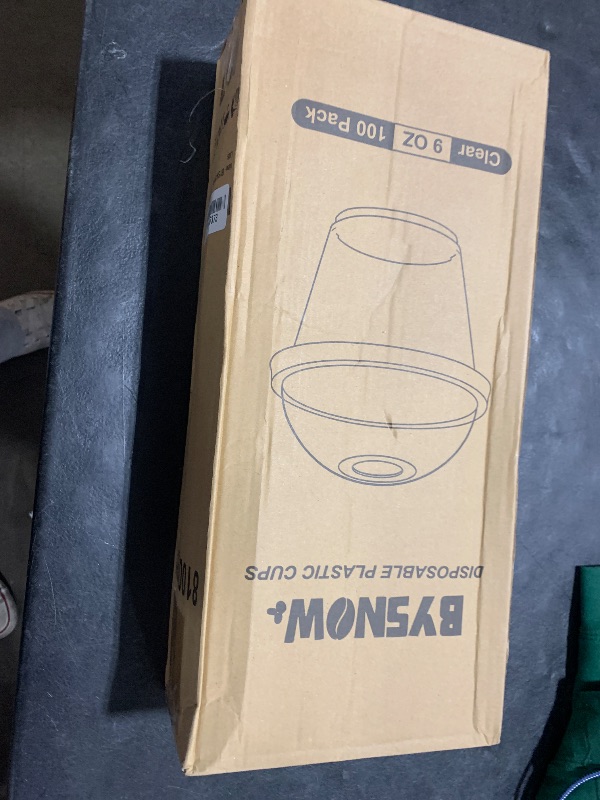 BYSNOW
DISPOSABLE PLASTIC CUPS
Clear 9 OZ 100 Pack